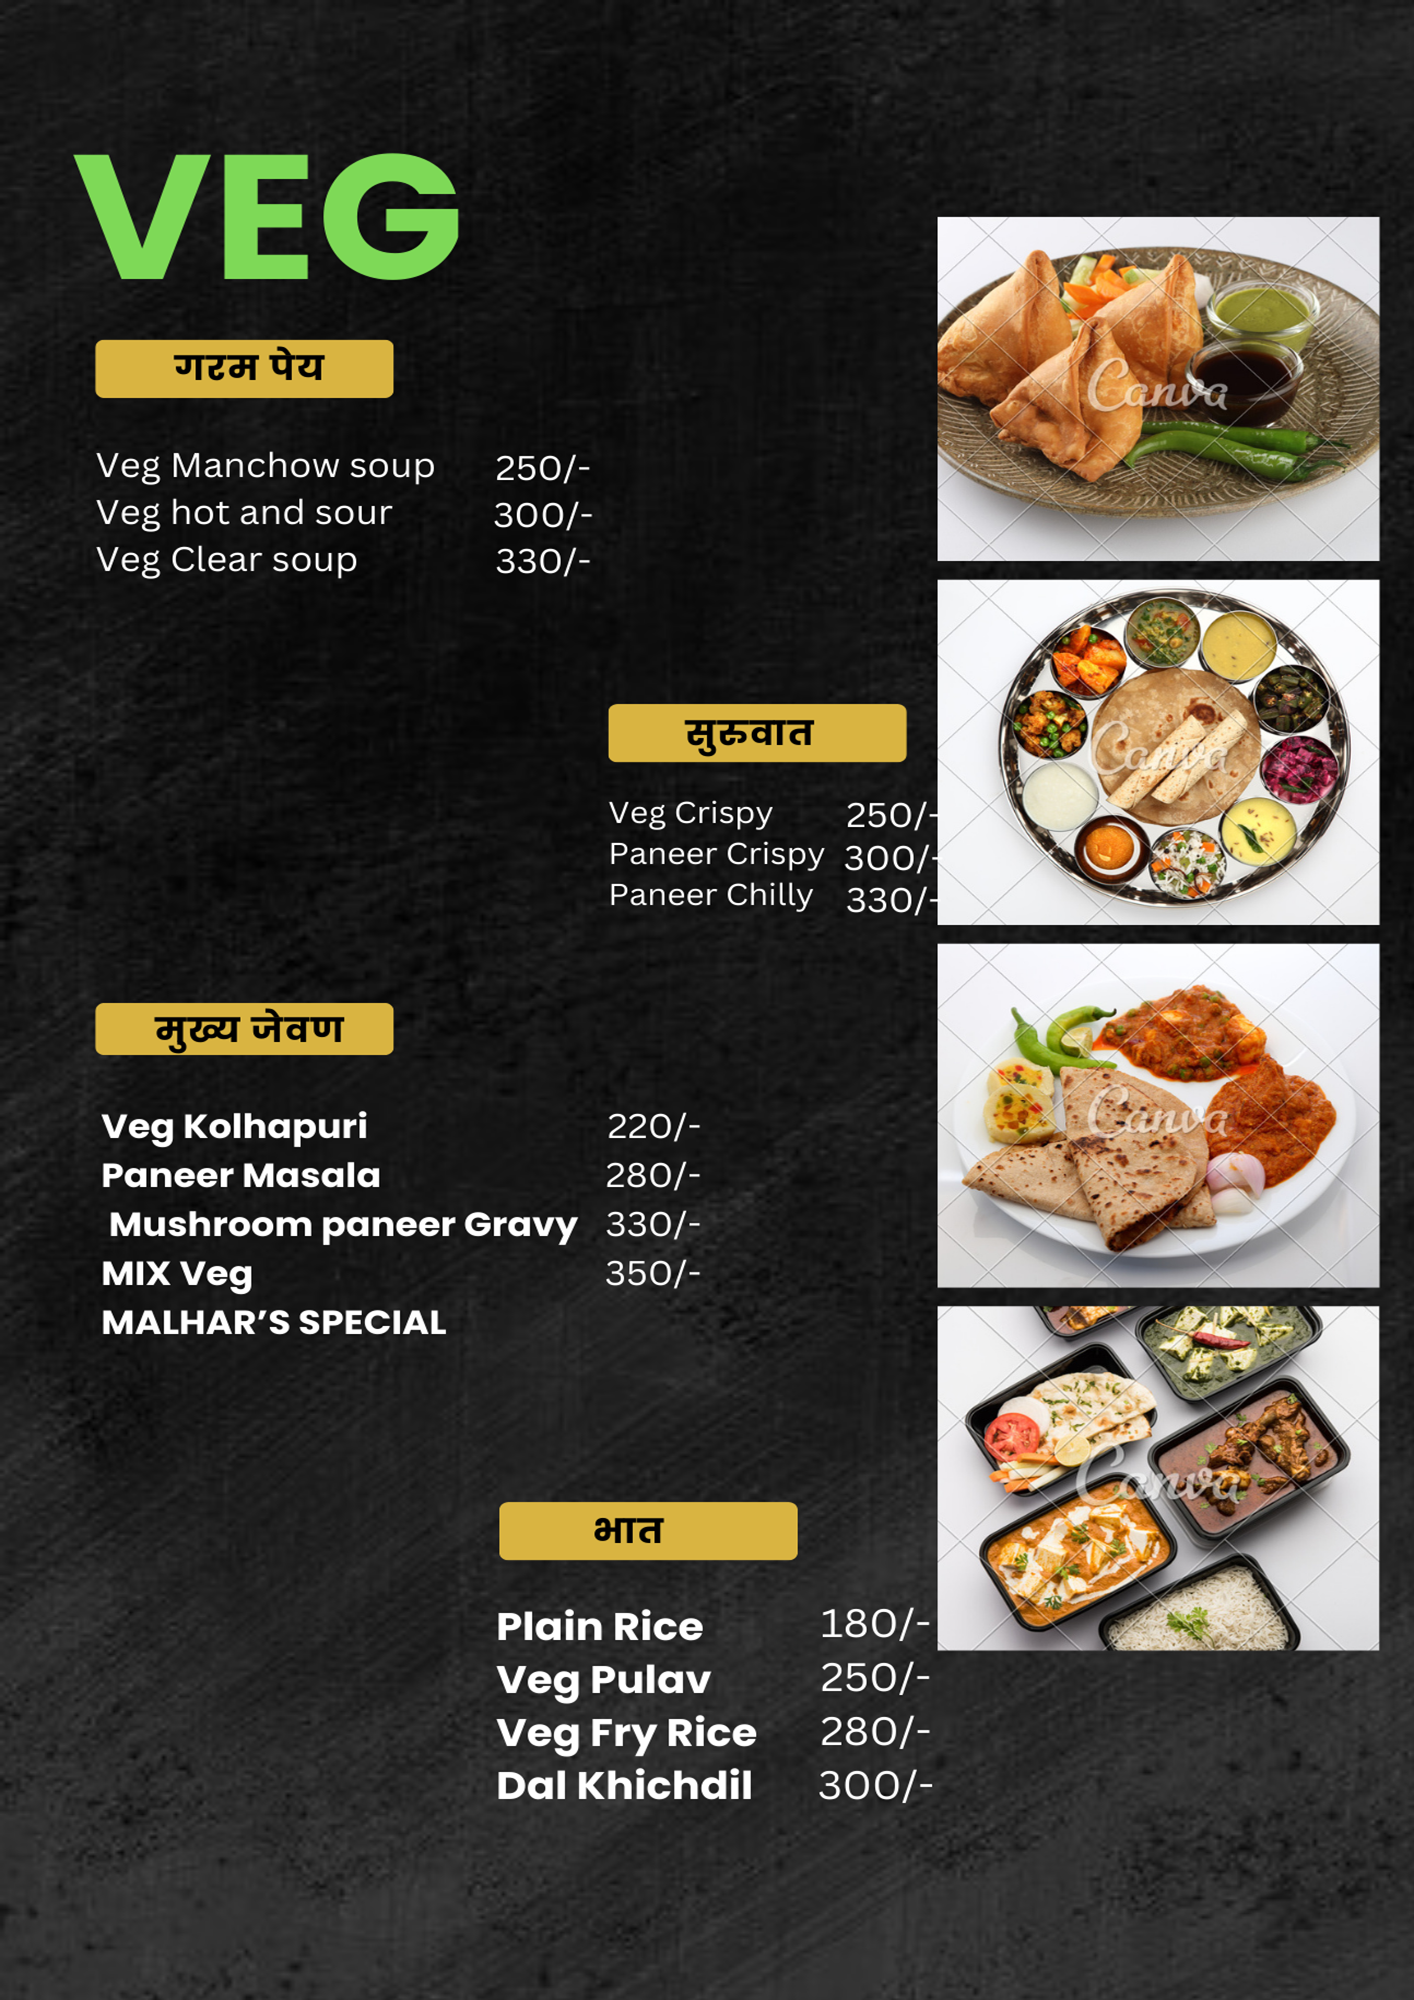 VEG
गरम पेय
Veg Manchow soup 250/-
Veg hot and sour 300/-
Veg Clear soup 330/-
सुरुवात
Veg Crispy 250/-
Paneer Crispy 300/-
Paneer Chilly 330/-
मुख्य जेवण
Veg Kolhapuri 220/-
Paneer Masala 280/-
Mushroom paneer Gravy 330/-
MIX Veg 350/-
MALHAR’S SPECIAL
भात
Plain Rice 180/-
Veg Pulav 250/-
Veg Fry Rice 280/-
Dal Khichdil 300/-
Canva
Canva
Canva
Canva